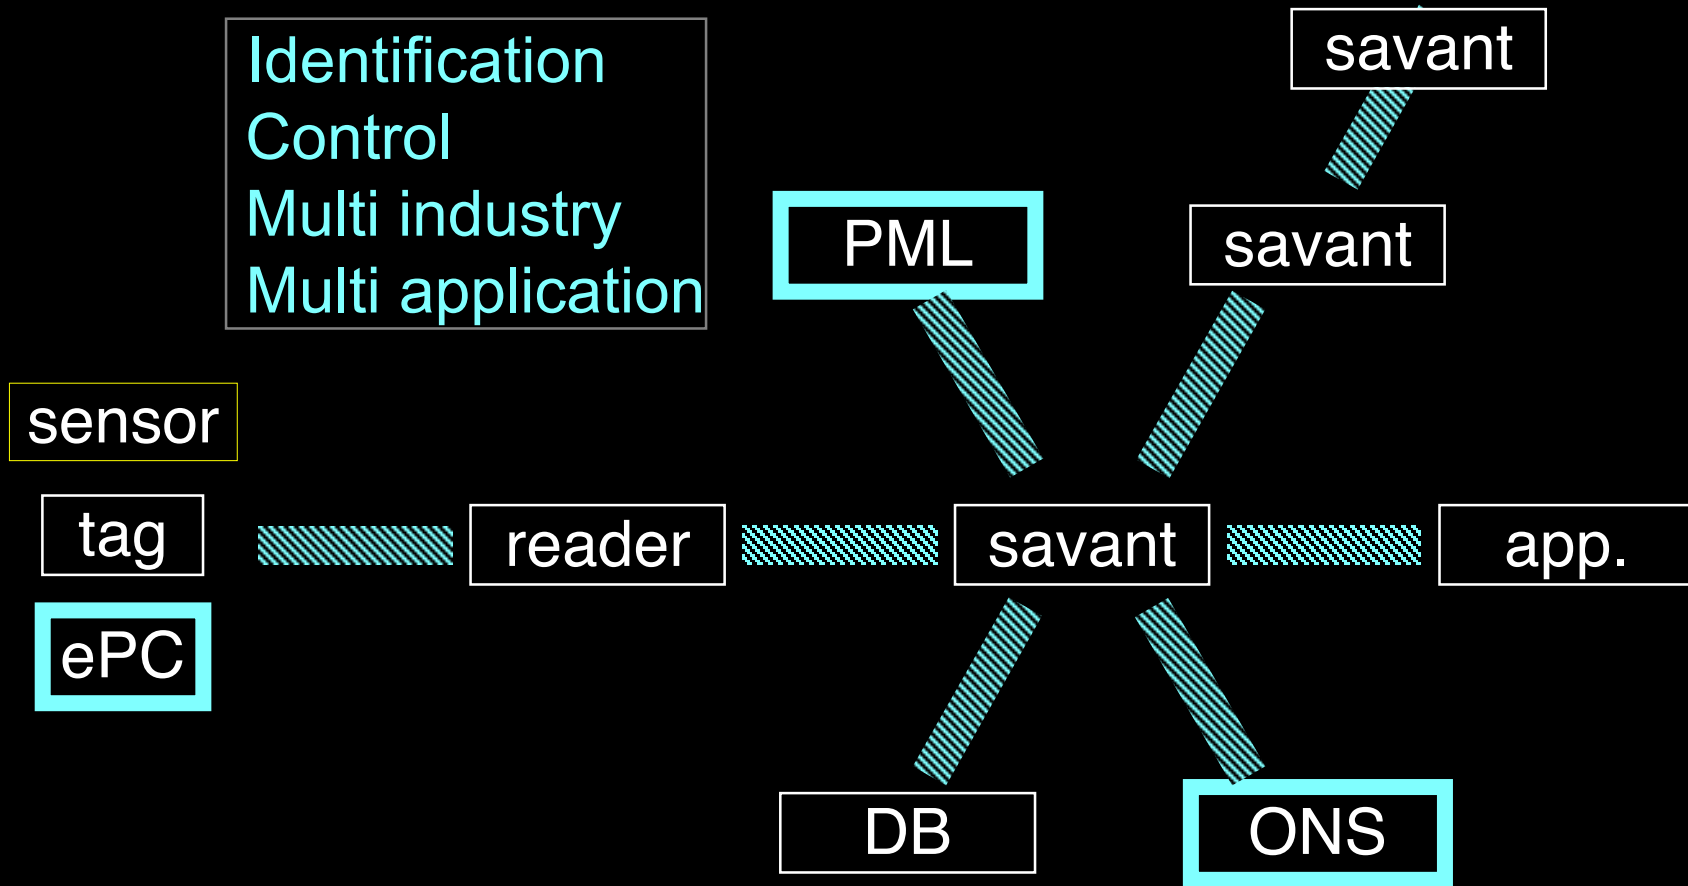 Identification
Control
Multi industry
Multi application
savant
PML
savant
sensor
tag
reader
savant
app.
ePC
DB
ONS